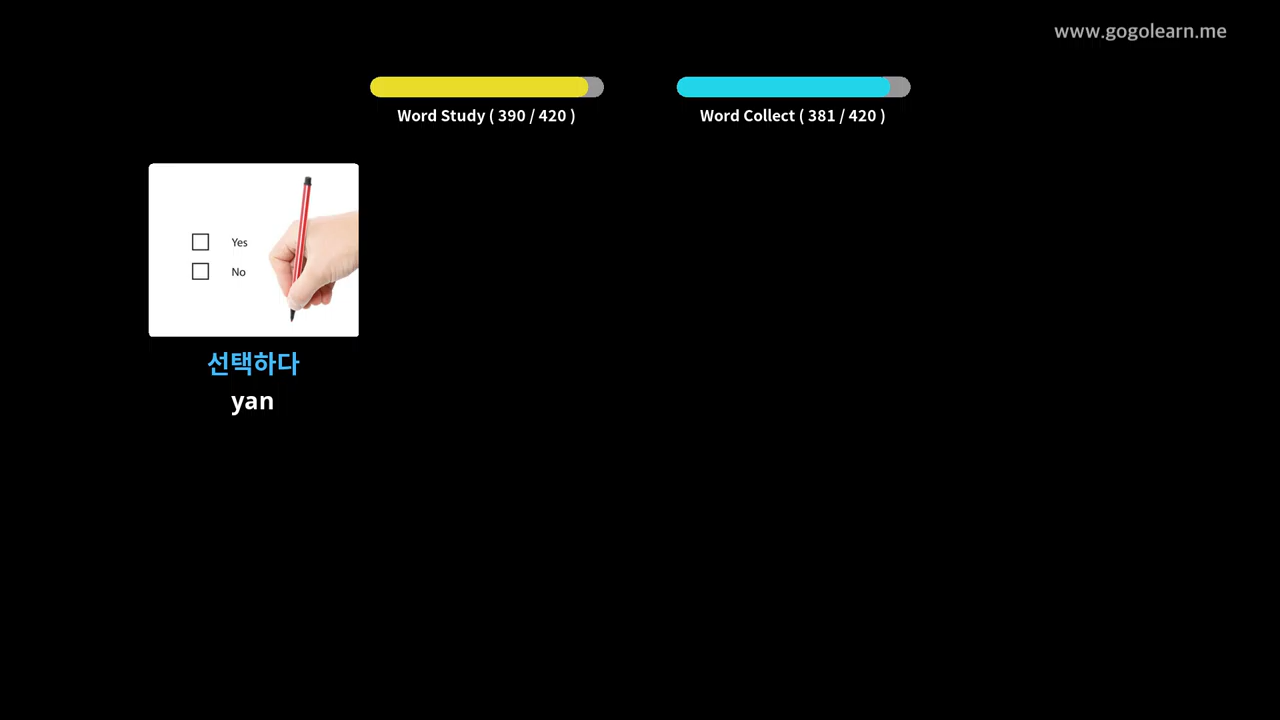 www.gogolearn.me
Word Study ( 390 / 420 )
Word Collect ( 381 / 420 )
Yes
No
선택하다
yan